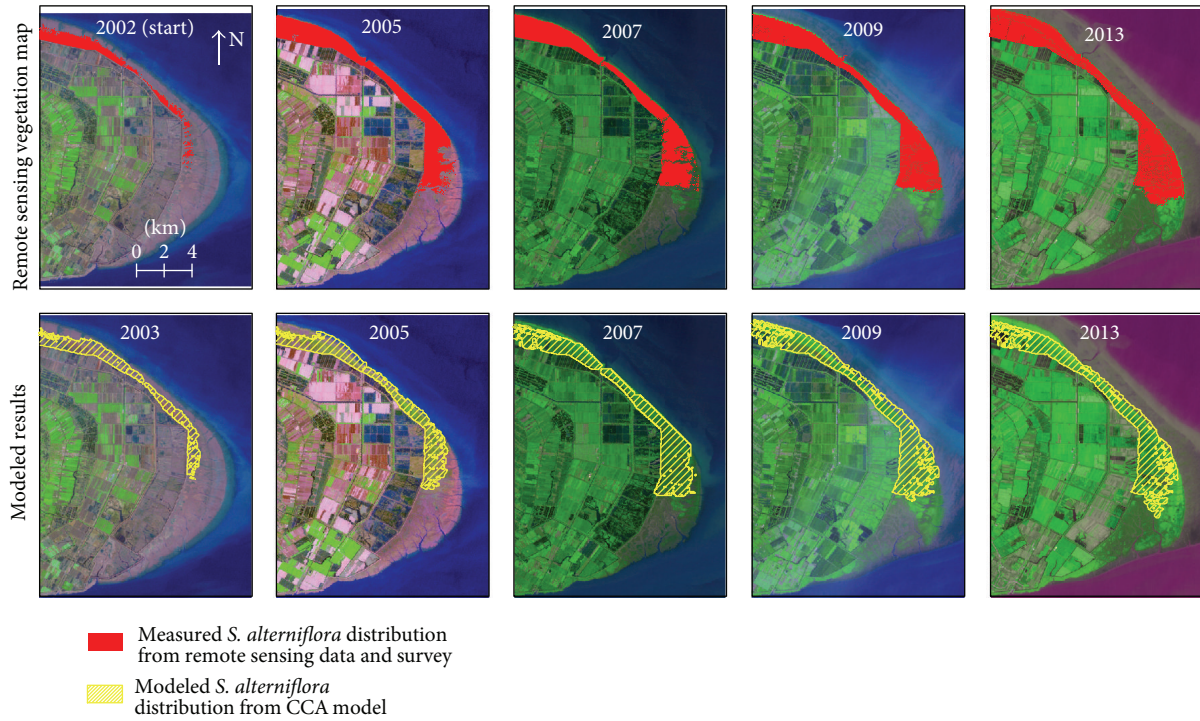 Remote sensing vegetation map
2002 (start)
N
(km)
0 2 4
2005
2007
2009
2013
Modeled results
2003
2005
2007
2009
2013
Measured S. alterniflora distribution
from remote sensing data and survey
Modeled S. alterniflora
distribution from CCA model